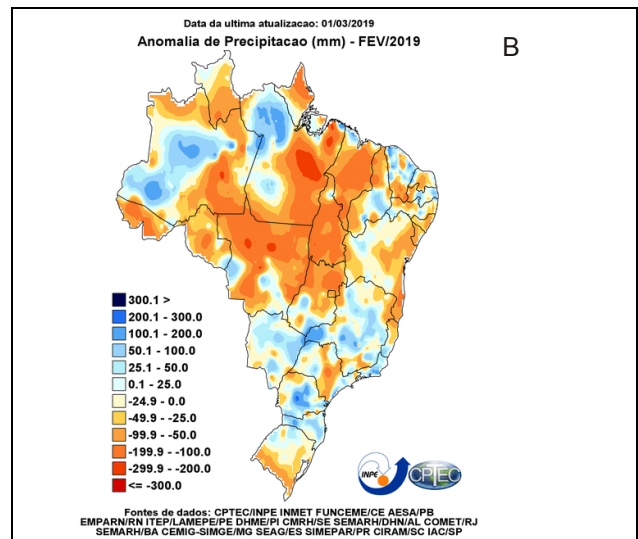 Data da ultima atualizacao: 01/03/2019
Anomalia de Precipitacao (mm) - FEV/2019
B
300.1 >
200.1 - 300.0
100.1 - 200.0
50.1 - 100.0
25.1 - 50.0
0.1 - 25.0
-24.9 - 0.0
-49.9 - -25.0
-99.9 - -50.0
-199.9 - -100.0
-299.9 - -200.0
<= -300.0
INPE
CPTEC
Fontes de dados: CPTEC/INPE INMET FUNCEME/CE AESA/PB
EMPARN/RN ITEP/LAMEPE/PE DHME/PI CMRH/SE SEMARH/DHN/AL COMET/RJ
SEMARH/BA CEMIG-SIMGE/MG SEAG/ES SIMEPAR/PR CIRAM/SC IAC/SP